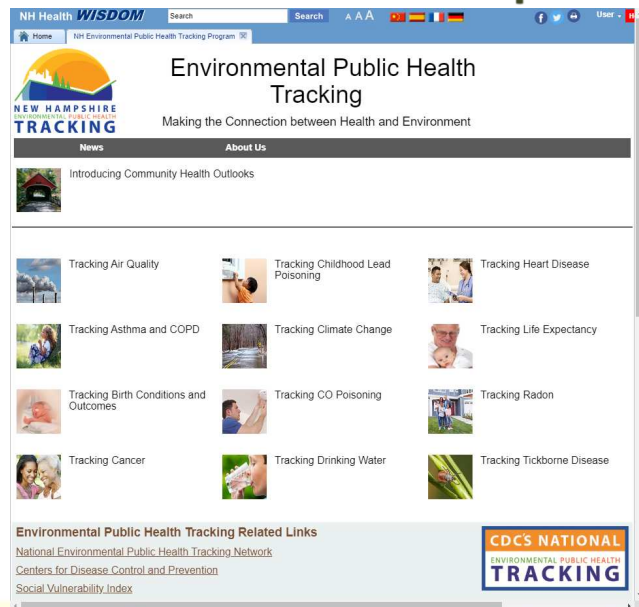 NH Health WISDOM Search Search A A A User
Home NH Environmental Public Health Tracking Program
NEW HAMPSHIRE
ENVIRONMENTAL PUBLIC HEALTH
TRACKING
Environmental Public Health
Tracking
Making the Connection between Health and Environment
News About Us
Introducing Community Health Outlooks
Tracking Air Quality
Tracking Childhood Lead
Poisoning
Tracking Heart Disease
Tracking Asthma and COPD
Tracking Climate Change
Tracking Life Expectancy
Tracking Birth Conditions and
Outcomes
Tracking CO Poisoning
Tracking Radon
Tracking Cancer
Tracking Drinking Water
Tracking Tickborne Disease
Environmental Public Health Tracking Related Links
National Environmental Public Health Tracking Network
Centers for Disease Control and Prevention
Social Vulnerability Index
CDC'S NATIONAL
ENVIRONMENTAL PUBLIC HEALTH
TRACKING